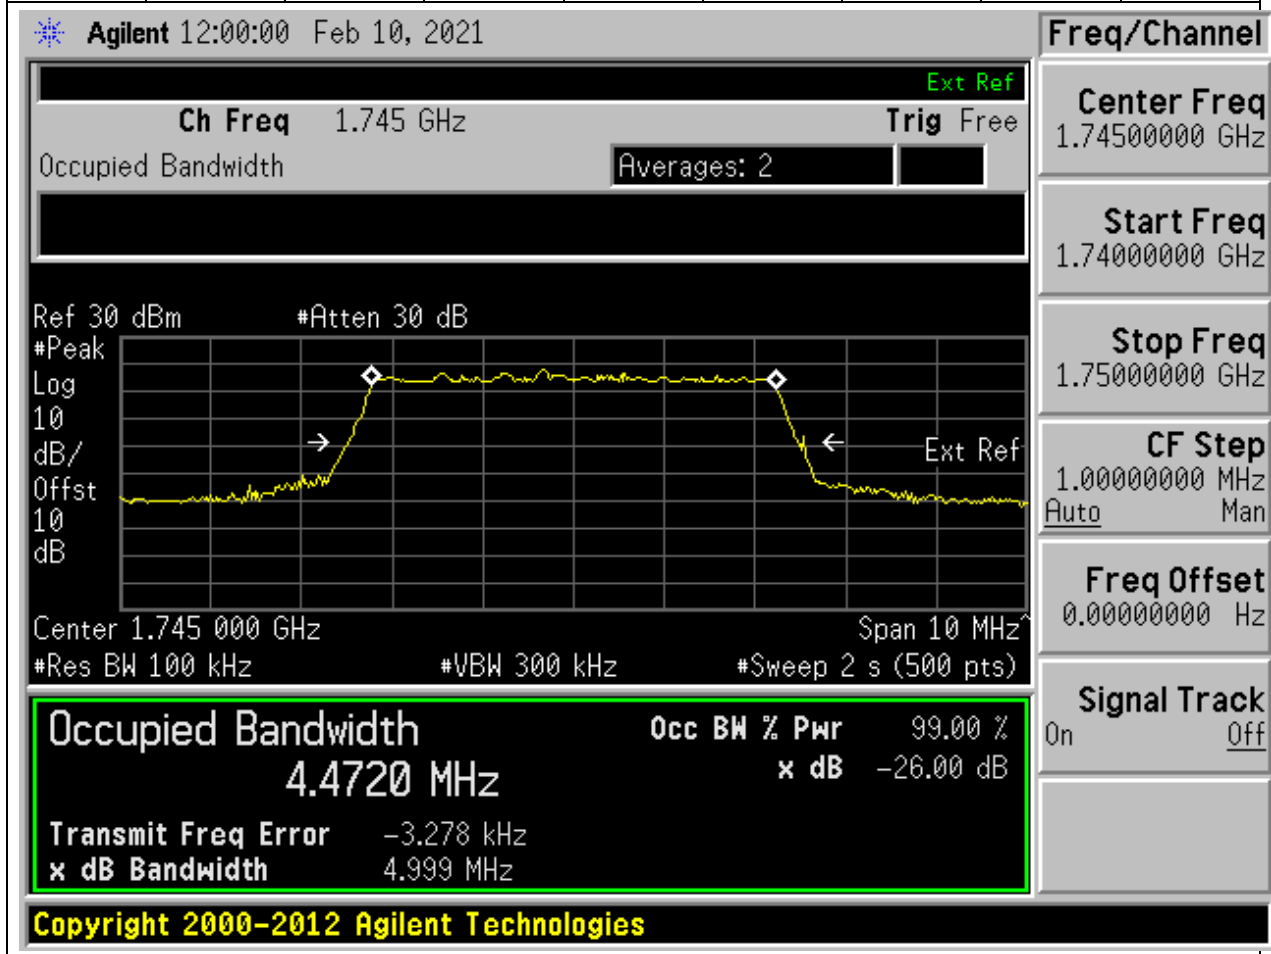 Agilent 12:00:00 Feb 10, 2021
Freq/Channel
Ext Ref
Ch Freq 1.745 GHz Trig Free
Occupied Bandwidth Averages: 2
Center Freq
1.74500000 GHz
Start Freq
1.74000000 GHz
Stop Freq
1.75000000 GHz
CF Step
1.00000000 MHz
Auto Man
Freq Offset
0.00000000 Hz
Signal Track
On Off
Ref 30 dBm #Atten 30 dB
#Peak
Log
10
dB/
Offst
10
dB
Ext Ref
Center 1.745 000 GHz Span 10 MHz^
#Res BW 100 kHz #VBW 300 kHz #Sweep 2 s (500 pts)
Occupied Bandwidth Occ BW % Pwr 99.00 %
4.4720 MHz x dB -26.00 dB
Transmit Freq Error -3.278 kHz
x dB Bandwidth 4.999 MHz
Copyright 2000-2012 Agilent Technologies